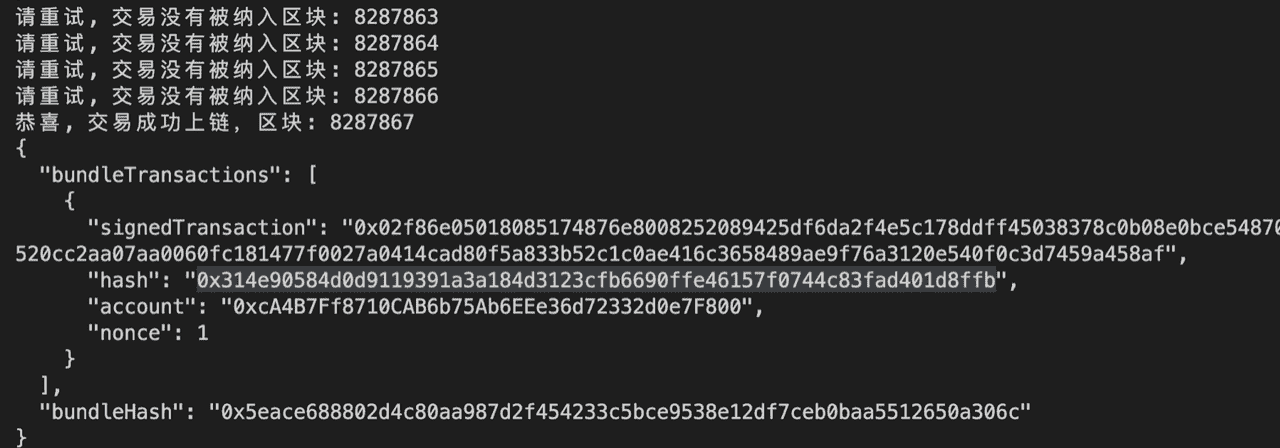 请重试, 交易没有被纳入区块: 8287863
请重试, 交易没有被纳入区块: 8287864
请重试, 交易没有被纳入区块: 8287865
请重试, 交易没有被纳入区块: 8287866
恭喜, 交易成功上链, 区块: 8287867
{
  "bundleTransactions": [
    {
      "signedTransaction": "0x02f86e05018085174876e8008252089425df6da2f4e5c178ddff45038378c0b08e0bce54870
520cc2aa07aa0060fc181477f0027a0414cad80f5a833b52c1c0ae416c3658489ae9f76a3120e540f0c3d7459a458af",
      "hash": "0x314e90584d0d9119391a3a184d3123cfb6690ffe46157f0744c83fad401d8ffb",
      "account": "0xcA4B7Ff8710CAB6b75Ab6EEe36d72332d0e7F800",
      "nonce": 1
    }
  ],
  "bundleHash": "0x5eace688802d4c80aa987d2f454233c5bce9538e12df7ceb0baa5512650a306c"
}